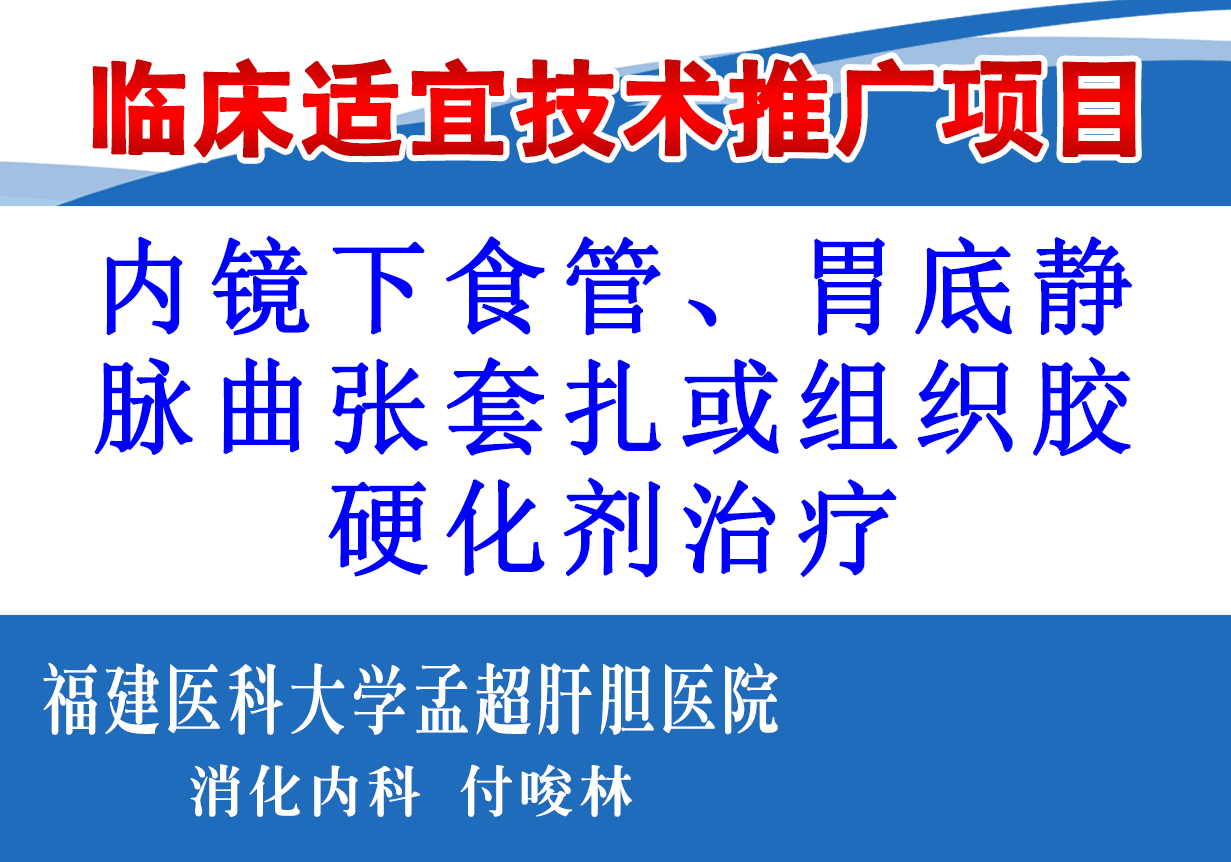 临床适宜技术推广项目
内镜下食管、胃底静
脉曲张套扎或组织胶
硬化剂治疗
福建医科大学孟超肝胆医院
消化内科 付唆林